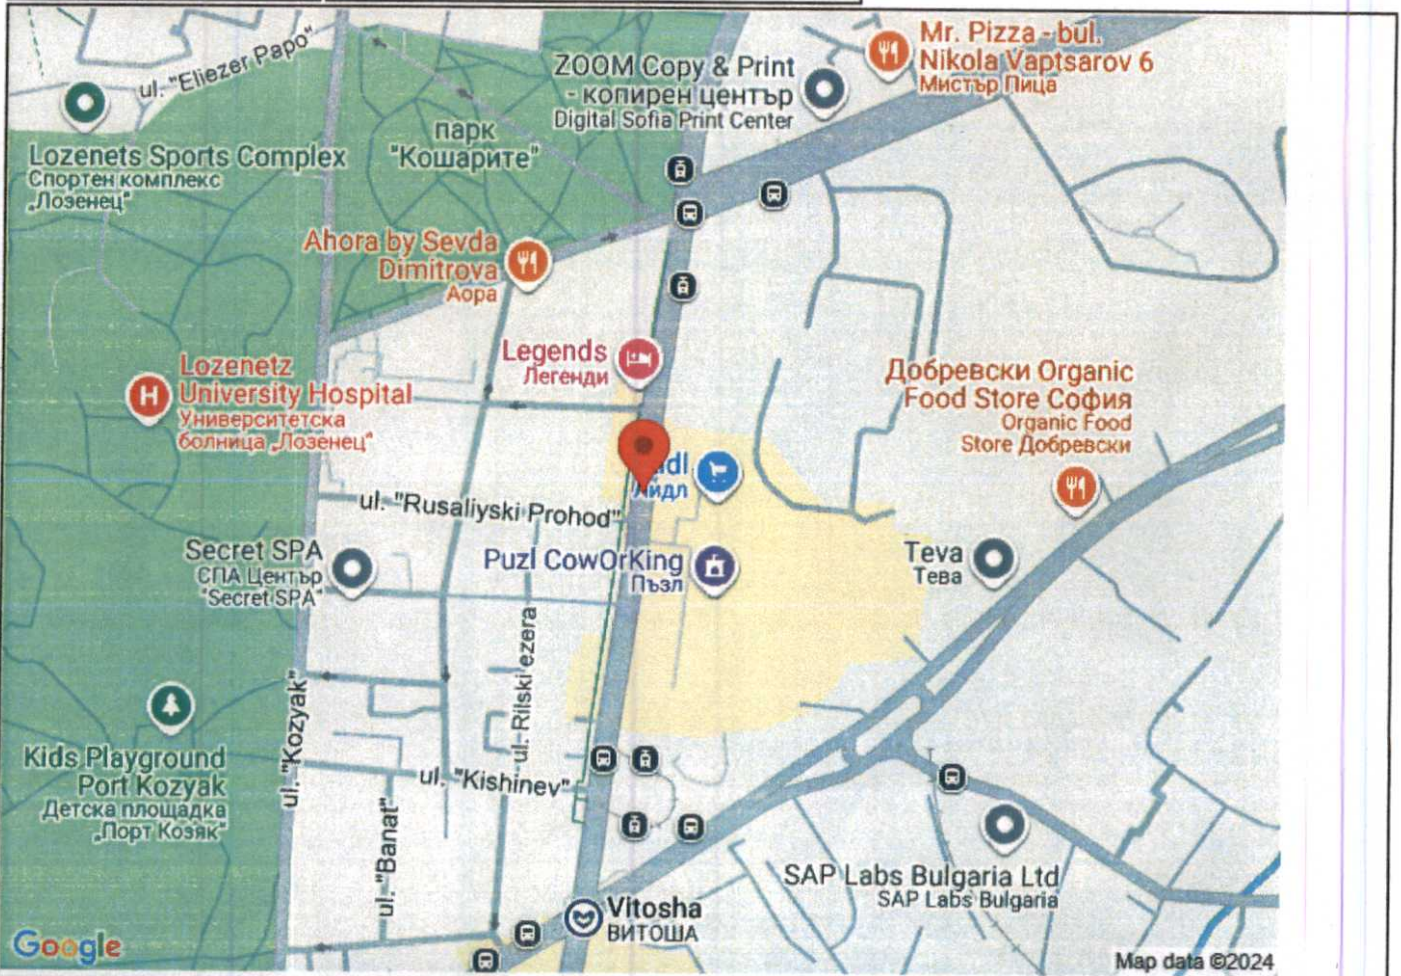 ul. "Eliezer Papo"
Lozenets Sports Complex
Спортен комплекс
„Лозенец"
парк
"Кошарите"
ZOOM Copy & Print
- копирен център
Digital Sofia Print Center
Mr. Pizza - bul.
Nikola Vaptsarov 6
Мистър Пица
Ahora by Sevda
Dimitrova
Аора
Legends
Легенди
Lozenetz
University Hospital
Университетска
болница „Лозенец"
Добревски Organic
Food Store София
Organic Food
Store Добревски
ul. "Rusaliyski Prohod"
Secret SPA
СПА Център
"Secret SPA"
Puzl CowOrKing
Пъзл
Teva
Тева
ul. Rilski ezera
ul. "Kozyak"
Kids Playground
Port Kozyak
Детска площадка
„Порт Козяк"
ul. "Kishinev"
ul. "Banat"
SAP Labs Bulgaria Ltd
SAP Labs Bulgaria
Vitosha
ВИТОША
Google
Map data ©2024